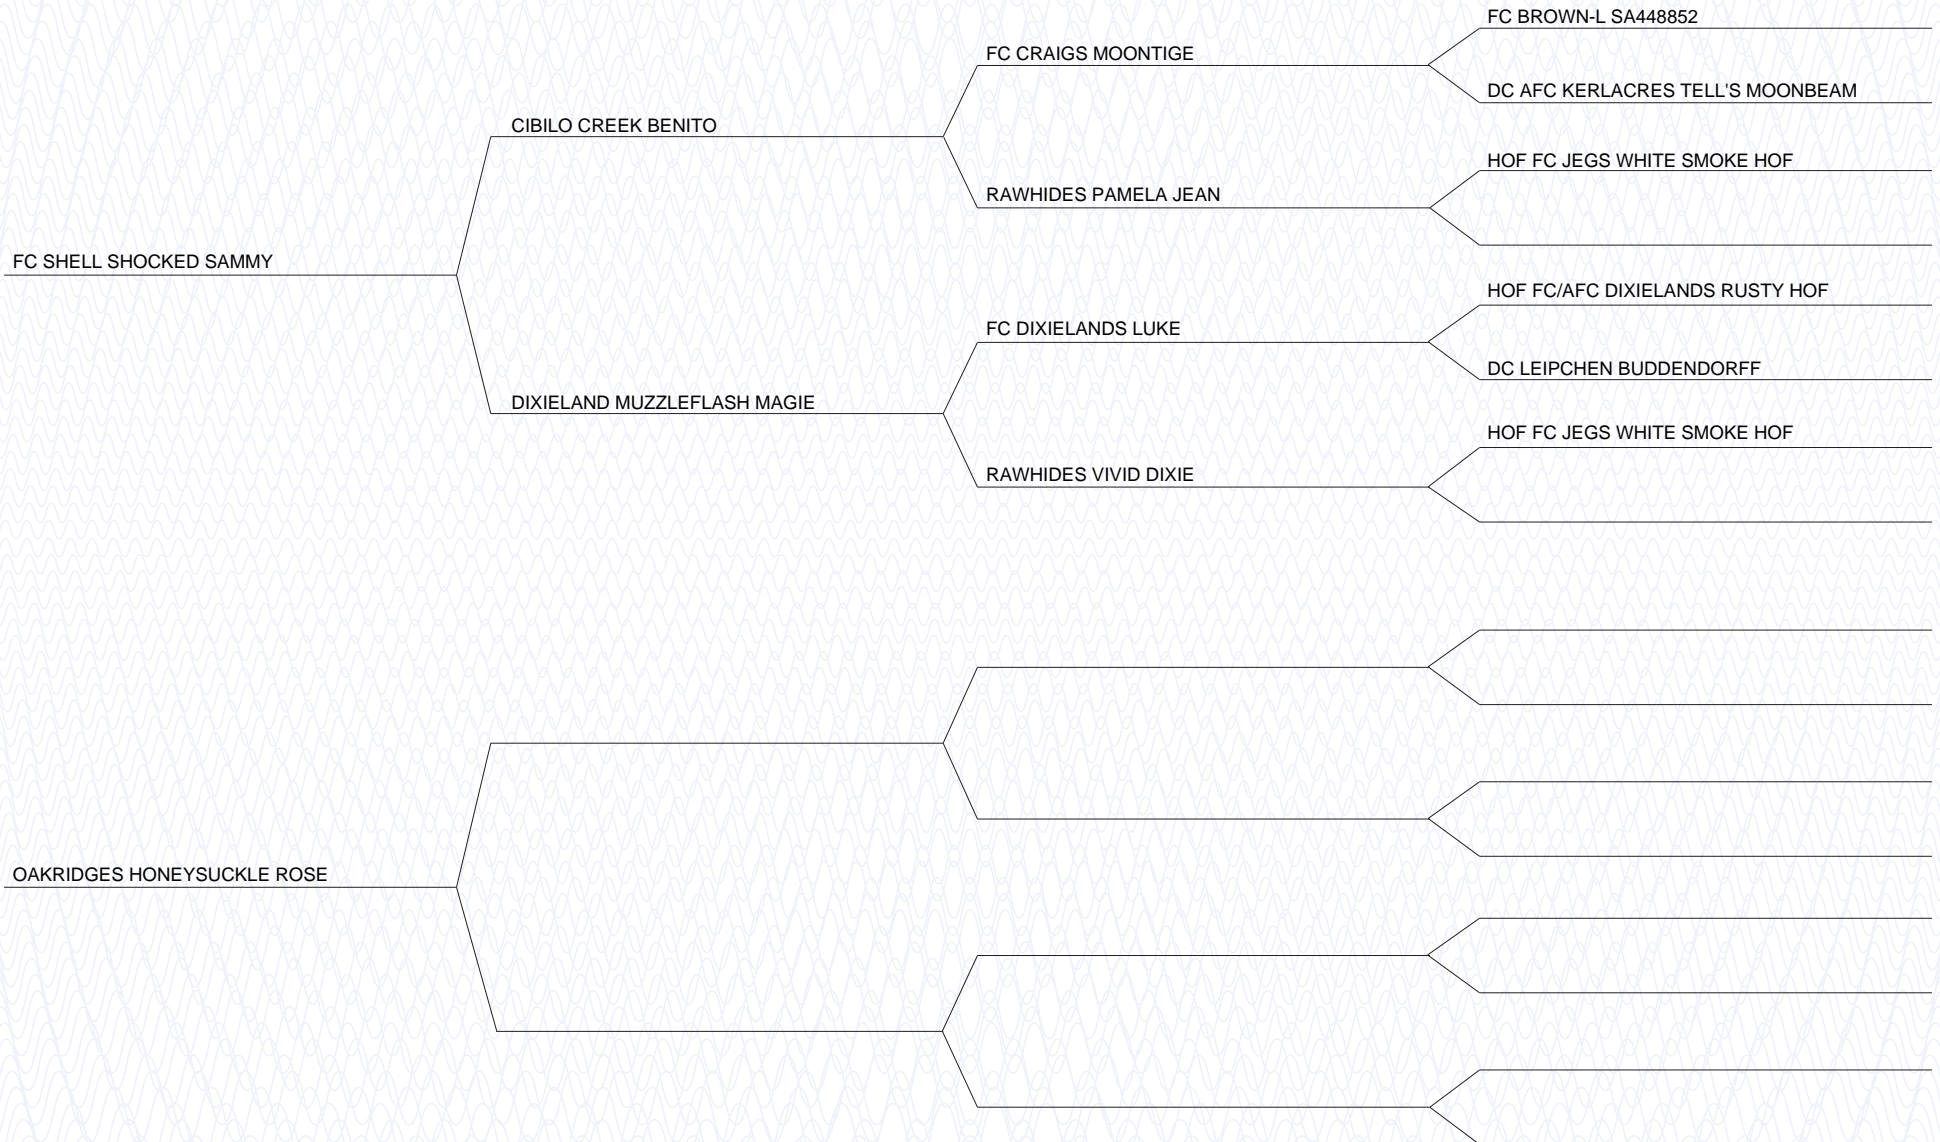 FC BROWN-L SA448852
FC CRAIGS MOONTIGE
DC AFC KERLACRES TELL'S MOONBEAM
CIBILO CREEK BENITO
HOF FC JEGS WHITE SMOKE HOF
RAWHIDES PAMELA JEAN
FC SHELL SHOCKED SAMMY
HOF FC/AFC DIXIELANDS RUSTY HOF
FC DIXIELANDS LUKE
DC LEIPCHEN BUDDENDORFF
DIXIELAND MUZZLEFLASH MAGIE
HOF FC JEGS WHITE SMOKE HOF
RAWHIDES VIVID DIXIE
OAKRIDGES HONEYSUCKLE ROSE